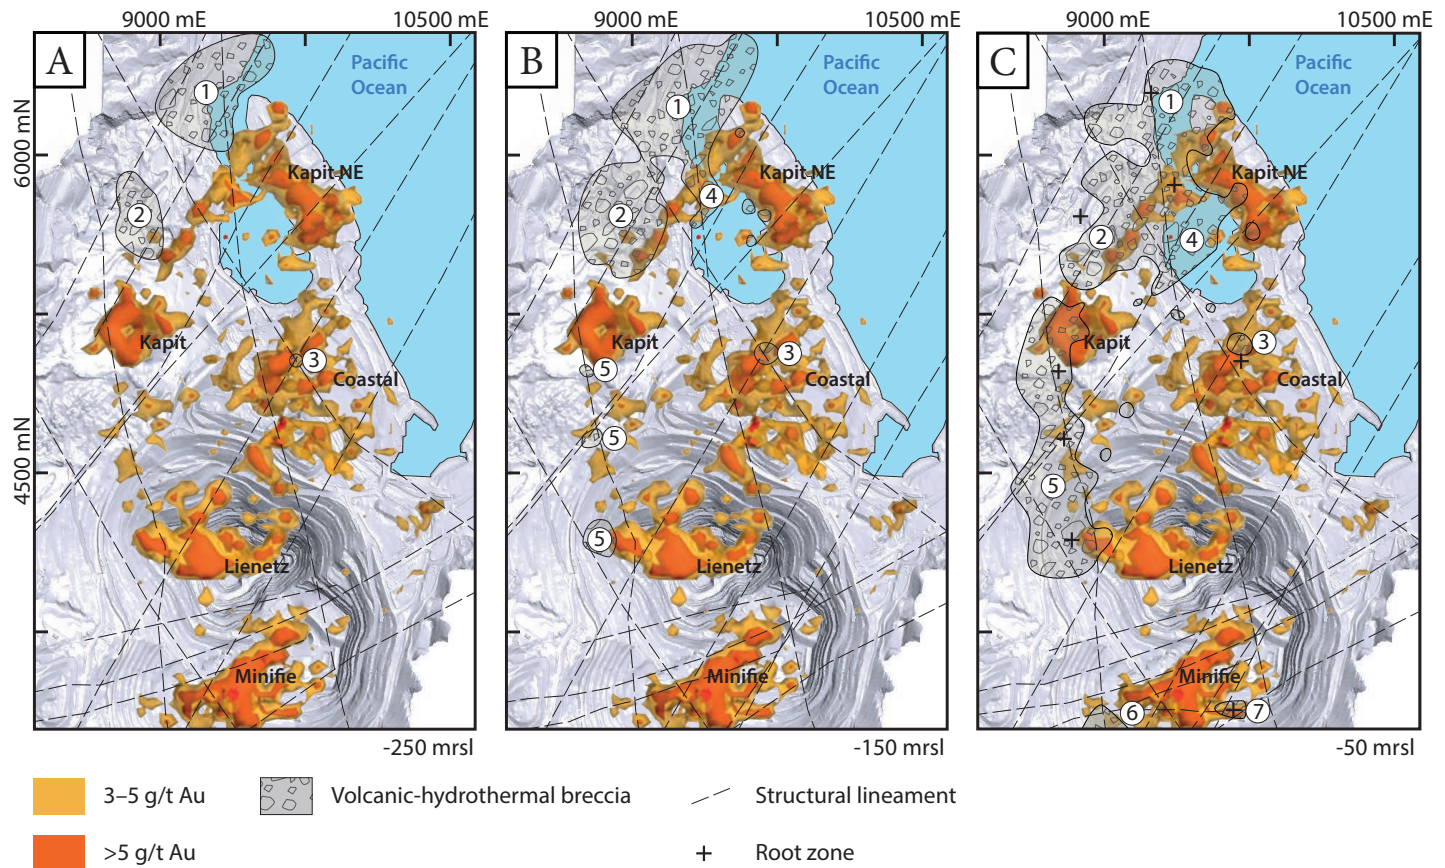 9000 mE
10500 mE
9000 mE
10500 mE
9000 mE
10500 mE
6000 mN
4500 mN
A
Pacific
Ocean
1
2
Kapit NE
Kapit
3
Coastal
Lienetz
Minifie
-250 mrsl
B
Pacific
Ocean
1
Kapit NE
4
2
Kapit
3
5
Coastal
5
5
Lienetz
Minifie
-150 mrsl
C
Pacific
Ocean
1
Kapit NE
2
4
Kapit
3
Coastal
5
Lienetz
Minifie
6
7
-50 mrsl
3–5 g/t Au
Volcanic-hydrothermal breccia
Structural lineament
>5 g/t Au
Root zone